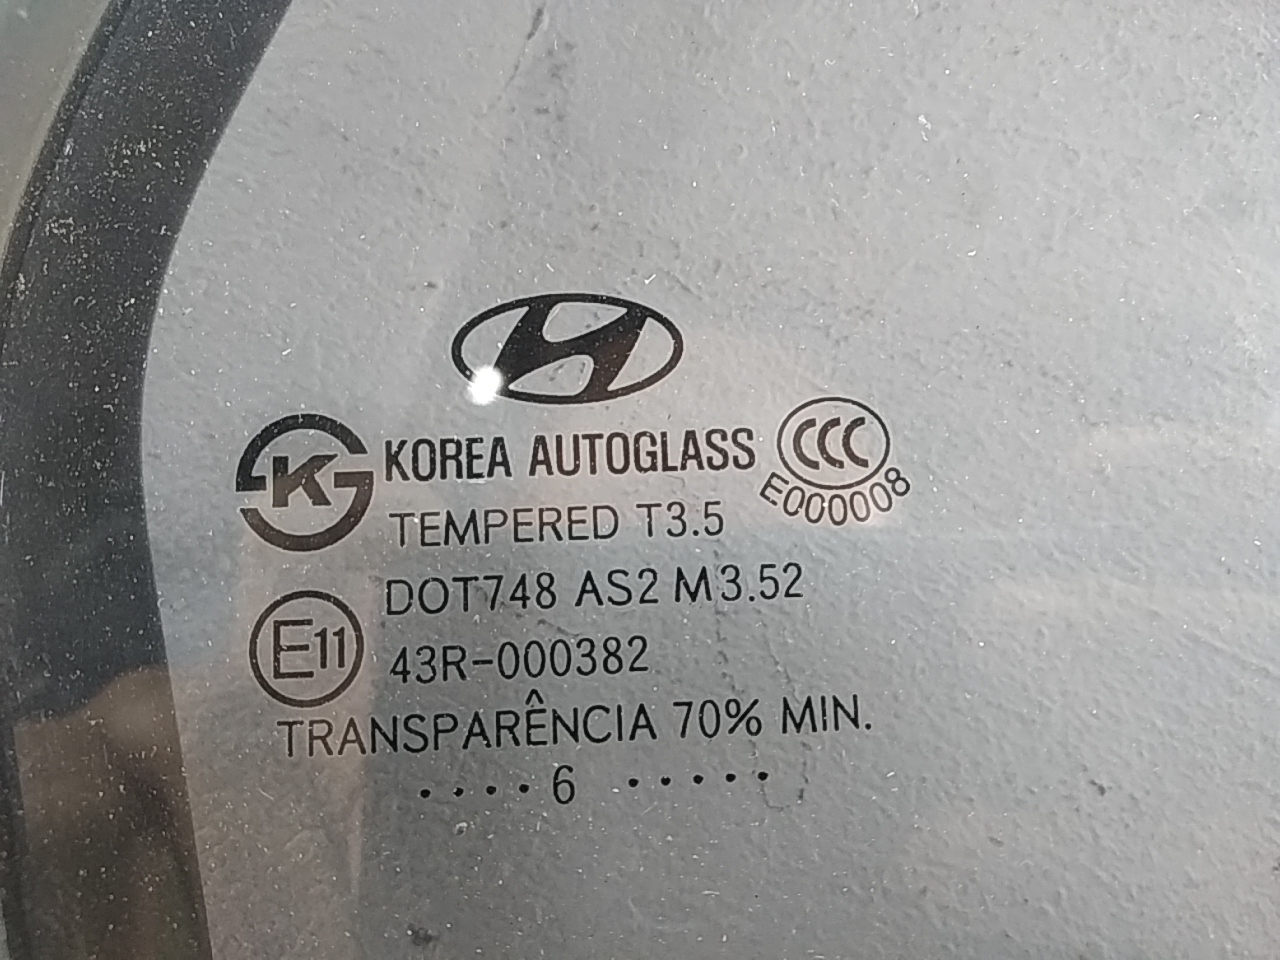 KOREA AUTOGLASS
CCC
E000008
K
TEMPERED T3.5
DOT748 AS2 M3.52
E11
43R-000382
TRANSPARÊNCIA 70% MIN.
····6 ·····